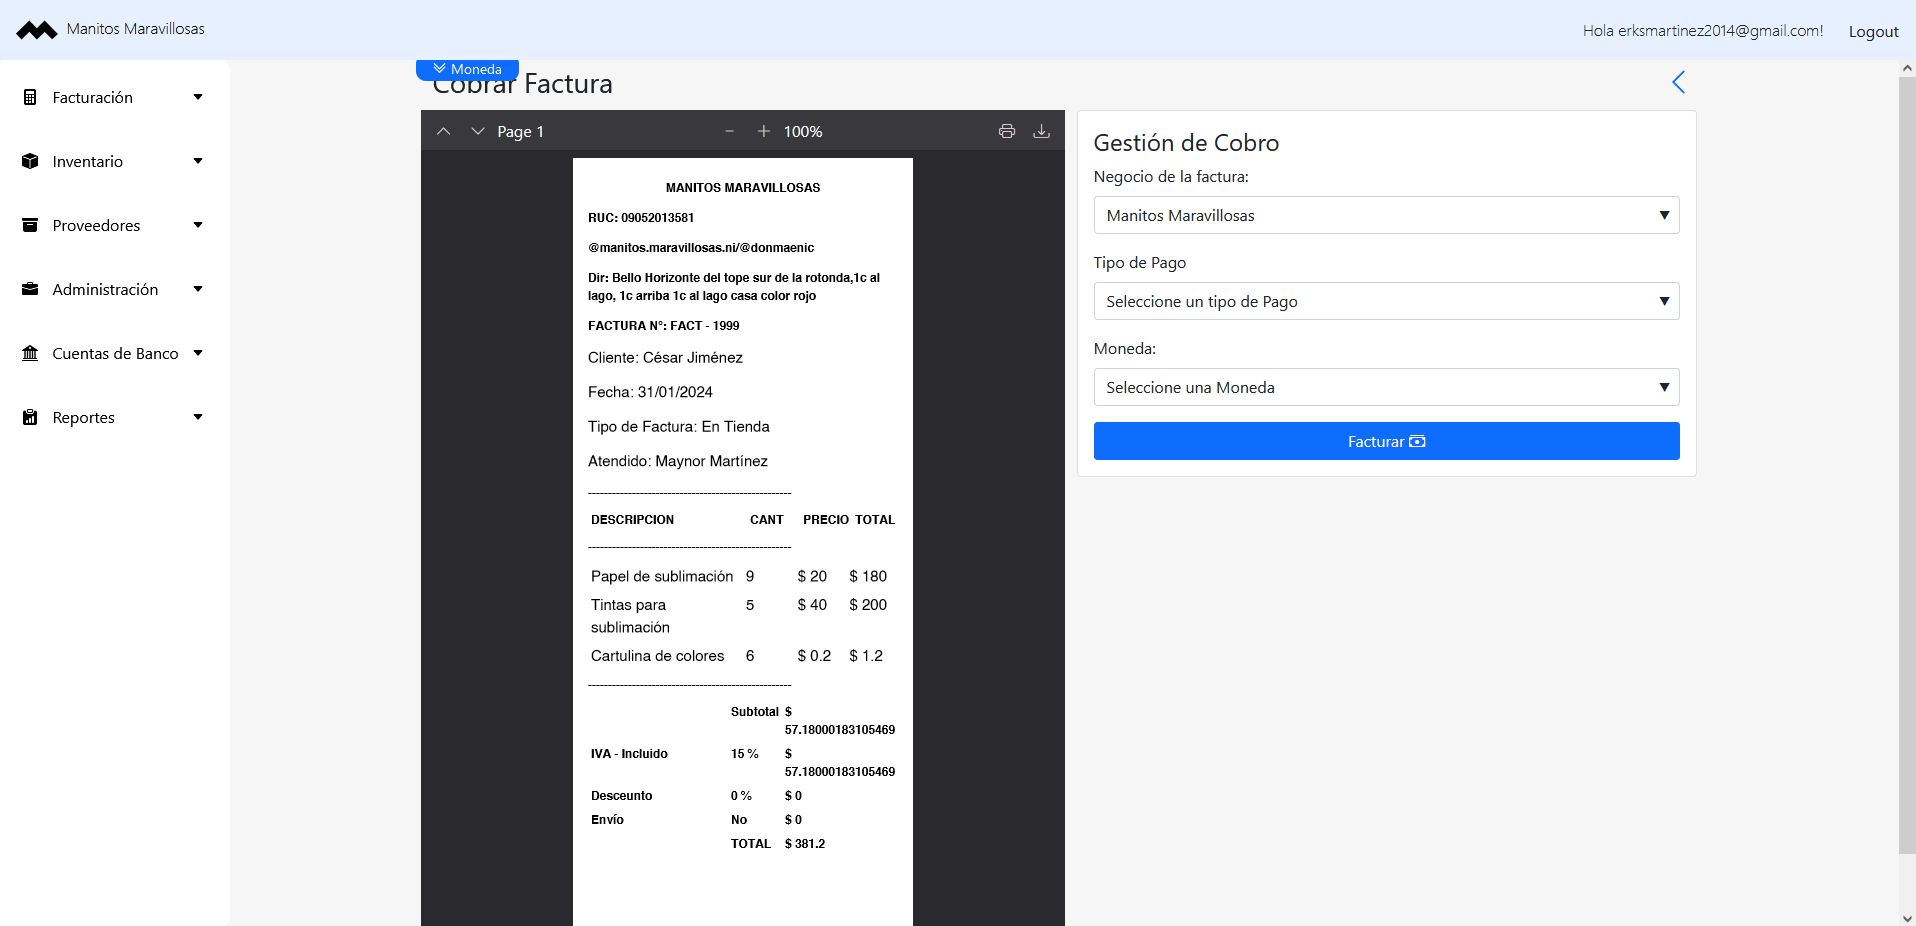 Manitos Maravillosas
Hola erksmartinez2014@gmail.com!
Logout
Facturación
Inventario
Proveedores
Administración
Cuentas de Banco
Reportes
Moneda
Cobrar Factura
Page 1
100%
MANITOS MARAVILLOSAS
RUC: 09052013581
@manitos.maravillosas.ni/@donmaenic
Dir: Bello Horizonte del tope sur de la rotonda,1c al
lago, 1c arriba 1c al lago casa color rojo
FACTURA N°: FACT - 1999
Cliente: César Jiménez
Fecha: 31/01/2024
Tipo de Factura: En Tienda
Atendido: Maynor Martínez
---------------------------------------------------
DESCRIPCION CANT PRECIO TOTAL
---------------------------------------------------
Papel de sublimación 9 $ 20 $ 180
Tintas para 5 $ 40 $ 200
sublimación
Cartulina de colores 6 $ 0.2 $ 1.2
---------------------------------------------------
Subtotal $
57.18000183105469
IVA - Incluido 15 % $
57.18000183105469
Desceunto 0 % $ 0
Envío No $ 0
TOTAL $ 381.2
Gestión de Cobro
Negocio de la factura:
Manitos Maravillosas
Tipo de Pago
Seleccione un tipo de Pago
Moneda:
Seleccione una Moneda
Facturar